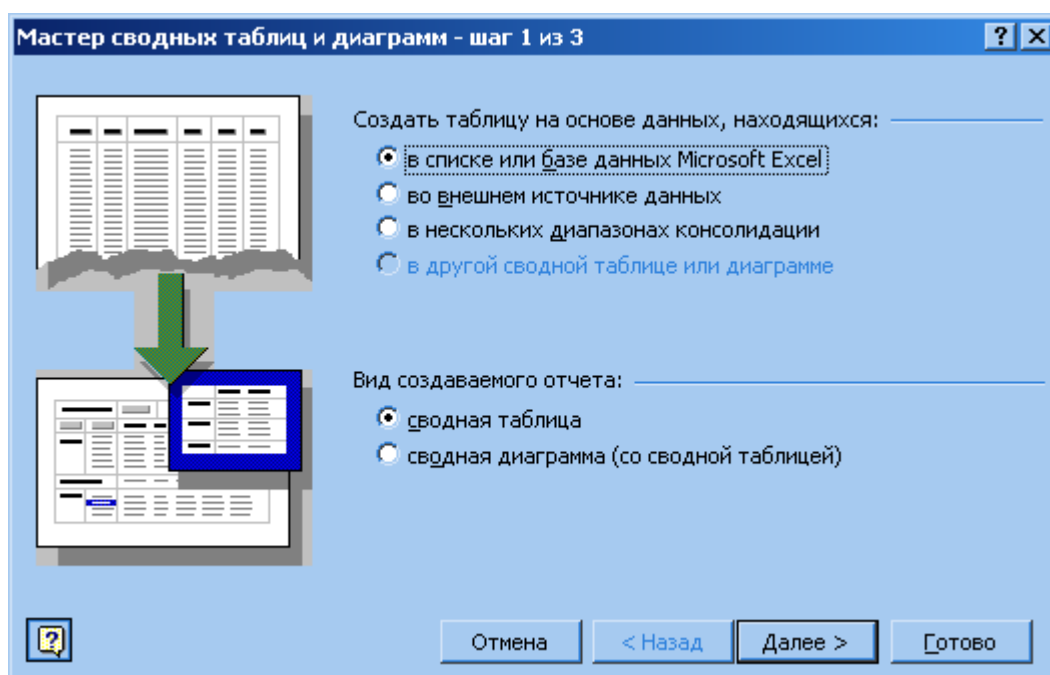 Мастер сводных таблиц и диаграмм - шаг 1 из 3
Создать таблицу на основе данных, находящихся:
в списке или базе данных Microsoft Excel
во внешнем источнике данных
в нескольких диапазонах консолидации
в другой сводной таблице или диаграмме
Вид создаваемого отчета:
сводная таблица
сводная диаграмма (со сводной таблицей)
Отмена
< Назад
Далее >
Готово